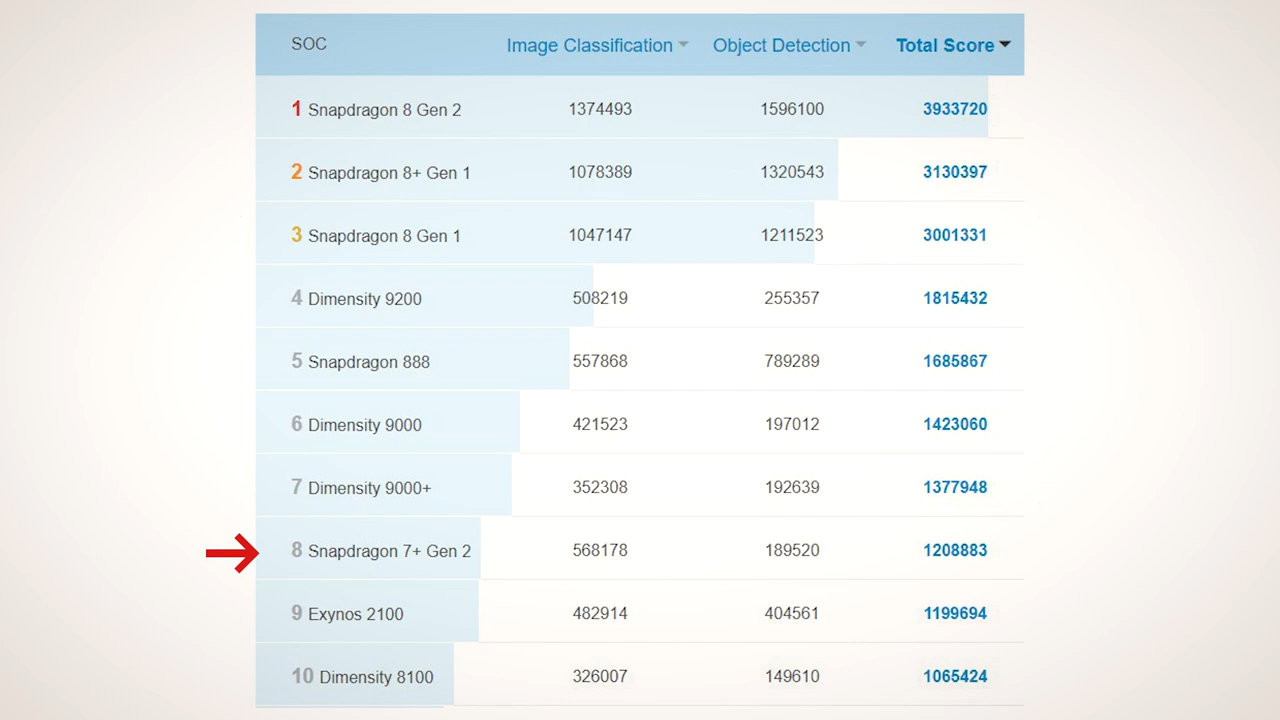 SOC Image Classification Object Detection Total Score
1 Snapdragon 8 Gen 2 1374493 1596100 3933720
2 Snapdragon 8+ Gen 1 1078389 1320543 3130397
3 Snapdragon 8 Gen 1 1047147 1211523 3001331
4 Dimensity 9200 508219 255357 1815432
5 Snapdragon 888 557868 789289 1685867
6 Dimensity 9000 421523 197012 1423060
7 Dimensity 9000+ 352308 192639 1377948
8 Snapdragon 7+ Gen 2 568178 189520 1208883
9 Exynos 2100 482914 404561 1199694
10 Dimensity 8100 326007 149610 1065424